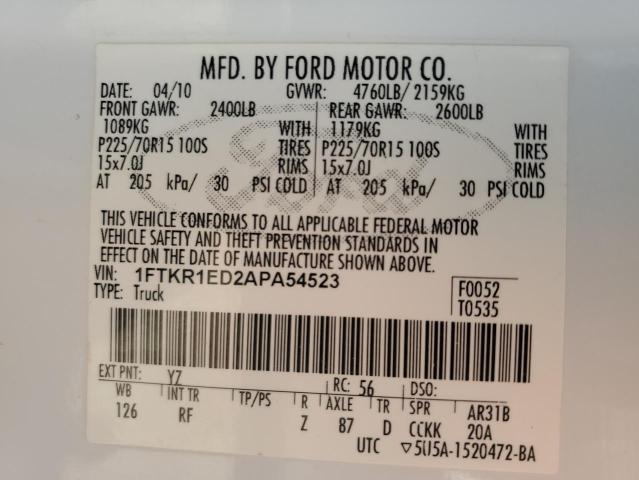 MFD. BY FORD MOTOR CO.
DATE: 04/10 GVWR: 4760LB/ 2159KG
FRONT GAWR: 2400LB REAR GAWR: 2600LB
1089KG WITH 1179KG WITH
P225/70R15 100S TIRES P225/70R15 100S TIRES
15x7.0J RIMS 15x7.0J RIMS
AT 205 kPa/ 30 PSI COLD AT 205 kPa/ 30 PSI COLD
THIS VEHICLE CONFORMS TO ALL APPLICABLE FEDERAL MOTOR
VEHICLE SAFETY AND THEFT PREVENTION STANDARDS IN
EFFECT ON THE DATE OF MANUFACTURE SHOWN ABOVE.
VIN: 1FTKR1ED2APA54523 F0052
TYPE: Truck T0535
EXT PNT: YZ RC: 56 DSO:
WB INT TR TP/PS R AXLE TR SPR AR31B
126 RF Z 87 D CCKK 20A
UTC ▽5U5A-1520472-BA
Ford